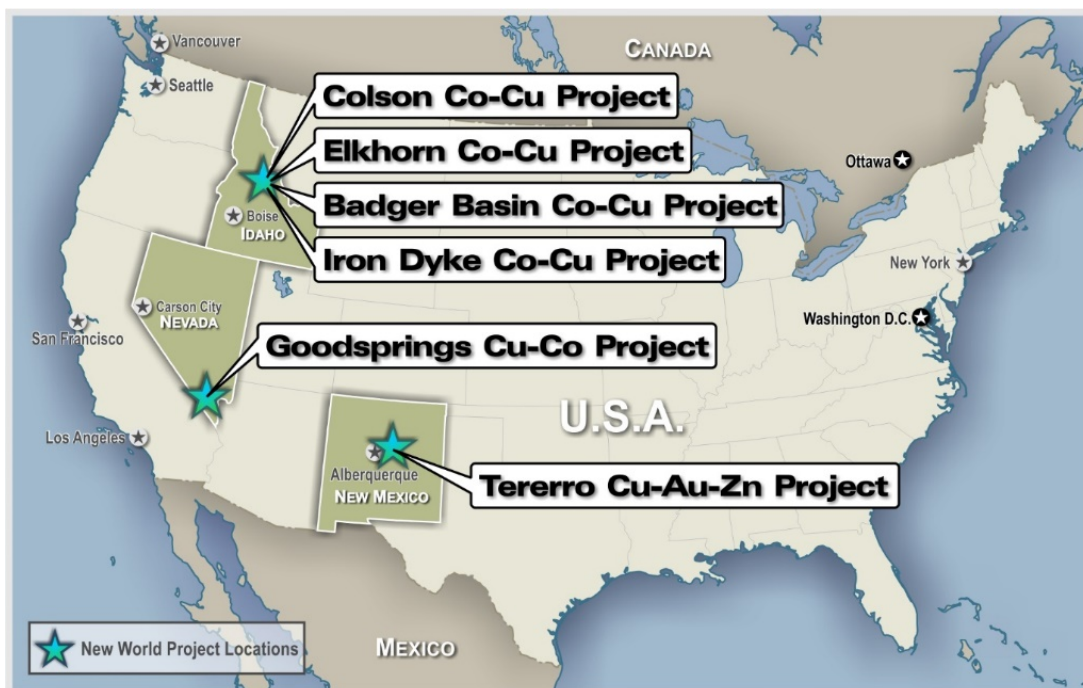 Vancouver
CANADA
Seattle
Colson Co-Cu Project
Elkhorn Co-Cu Project
Ottawa
Badger Basin Co-Cu Project
Boise
IDAHO
Iron Dyke Co-Cu Project
New York
Carson City
NEVADA
Washington D.C.
San Francisco
Goodsprings Cu-Co Project
U.S.A.
Los Angeles
Alberquerque
NEW MEXICO
Tererro Cu-Au-Zn Project
New World Project Locations
MEXICO